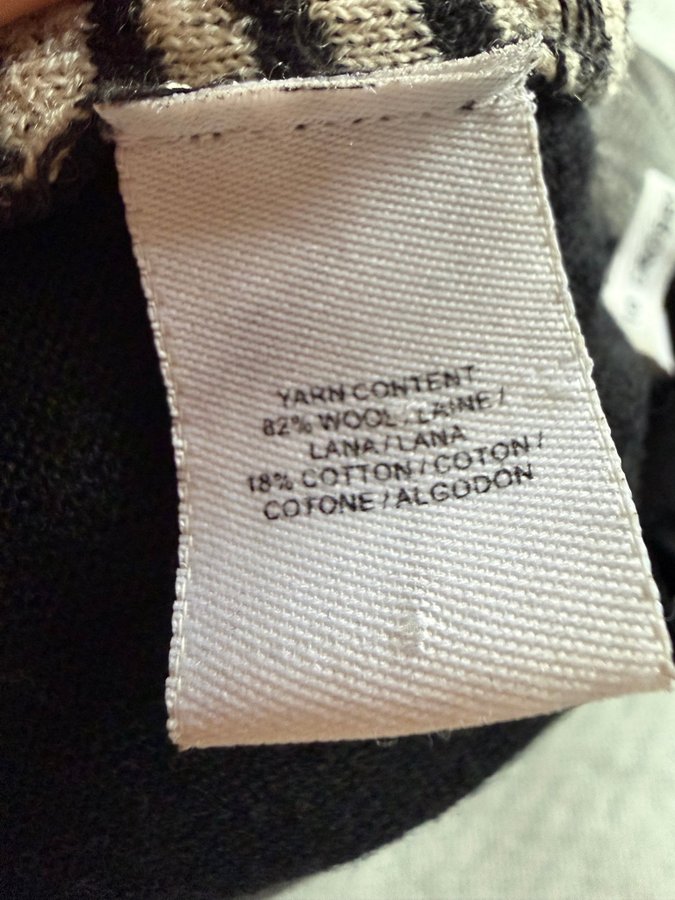 YARN CONTENT
82% WOOL / LAINE /
LANA / LANA
18% COTTON / COTON /
COTONE / ALGODON